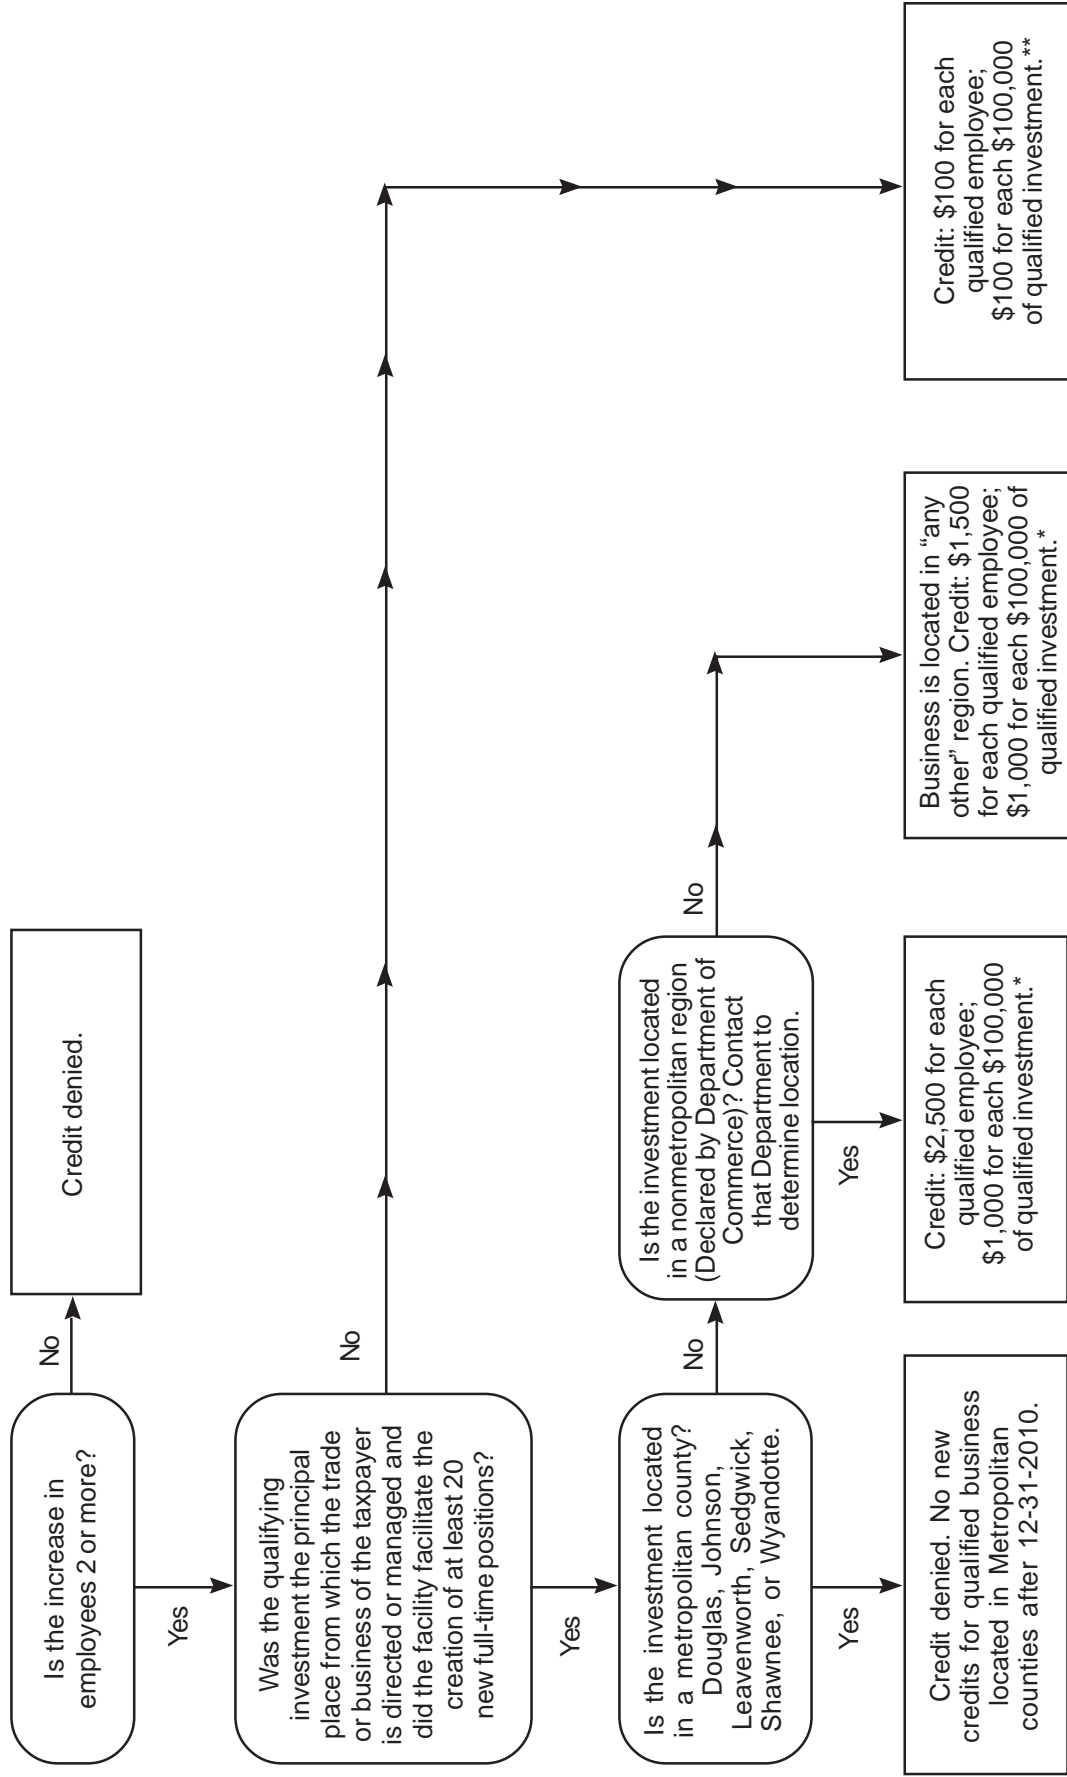 Is the increase in
employees 2 or more?
No
Credit denied.
Yes
Was the qualifying
investment the principal
place from which the trade
or business of the taxpayer
is directed or managed and
did the facility facilitate the
creation of at least 20
new full-time positions?
No
Yes
Is the investment located
in a metropolitan county?
Douglas, Johnson,
Leavenworth, Sedgwick,
Shawnee, or Wyandotte.
No
Is the investment located
in a nonmetropolitan region
(Declared by Department of
Commerce)? Contact
that Department to
determine location.
No
Yes
Yes
Credit denied. No new
credits for qualified business
located in Metropolitan
counties after 12-31-2010.
Credit: $2,500 for each
qualified employee;
$1,000 for each $100,000
of qualified investment.*
Business is located in “any
other” region. Credit: $1,500
for each qualified employee;
$1,000 for each $100,000 of
qualified investment.*
Credit: $100 for each
qualified employee;
$100 for each $100,000
of qualified investment.**